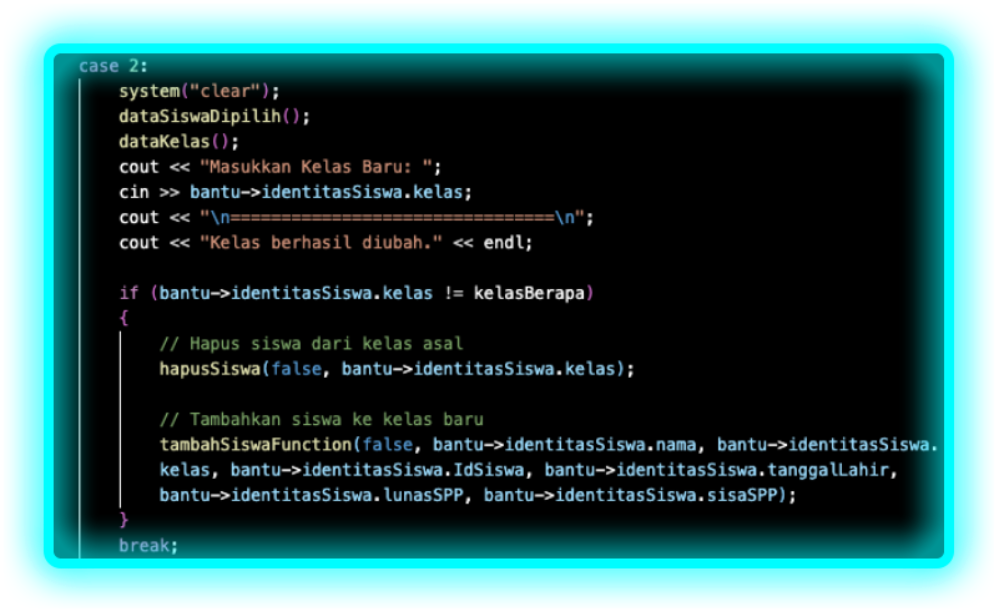 case 2:
system("clear");
dataSiswaDipilih();
dataKelas();
cout << "Masukkan Kelas Baru: ";
cin >> bantu->identitasSiswa.kelas;
cout << "\n================================\n";
cout << "Kelas berhasil diubah." << endl;
if (bantu->identitasSiswa.kelas != kelasBerapa)
{
// Hapus siswa dari kelas asal
hapusSiswa(false, bantu->identitasSiswa.kelas);
// Tambahkan siswa ke kelas baru
tambahSiswaFunction(false, bantu->identitasSiswa.nama, bantu->identitasSiswa.
kelas, bantu->identitasSiswa.IdSiswa, bantu->identitasSiswa.tanggalLahir,
bantu->identitasSiswa.lunasSPP, bantu->identitasSiswa.sisaSPP);
}
break;